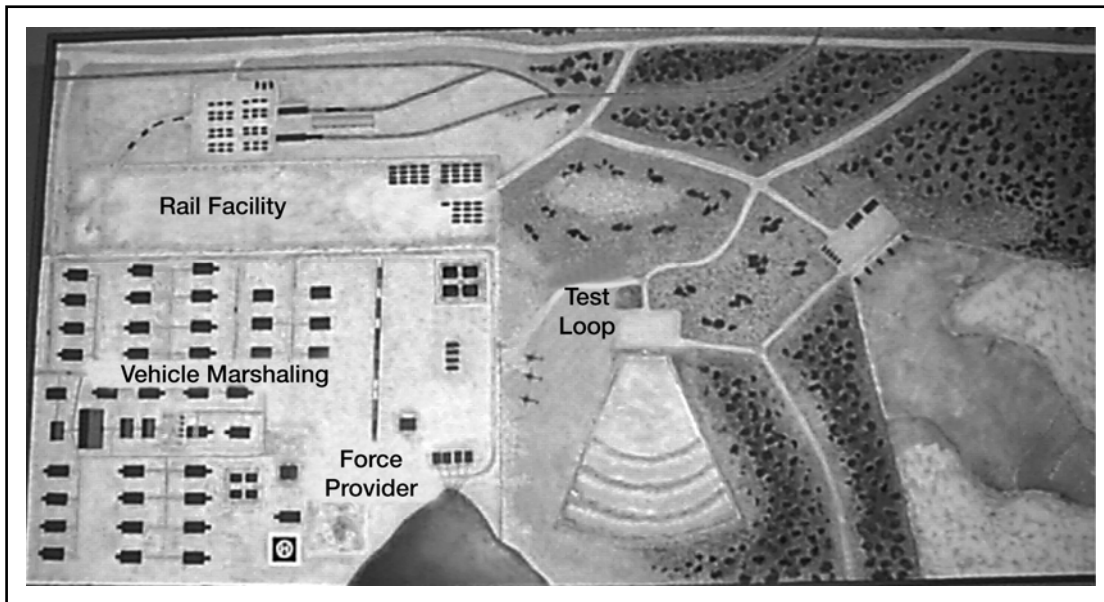 Rail Facility
Test
Loop
Vehicle Marshaling
Force
Provider
H